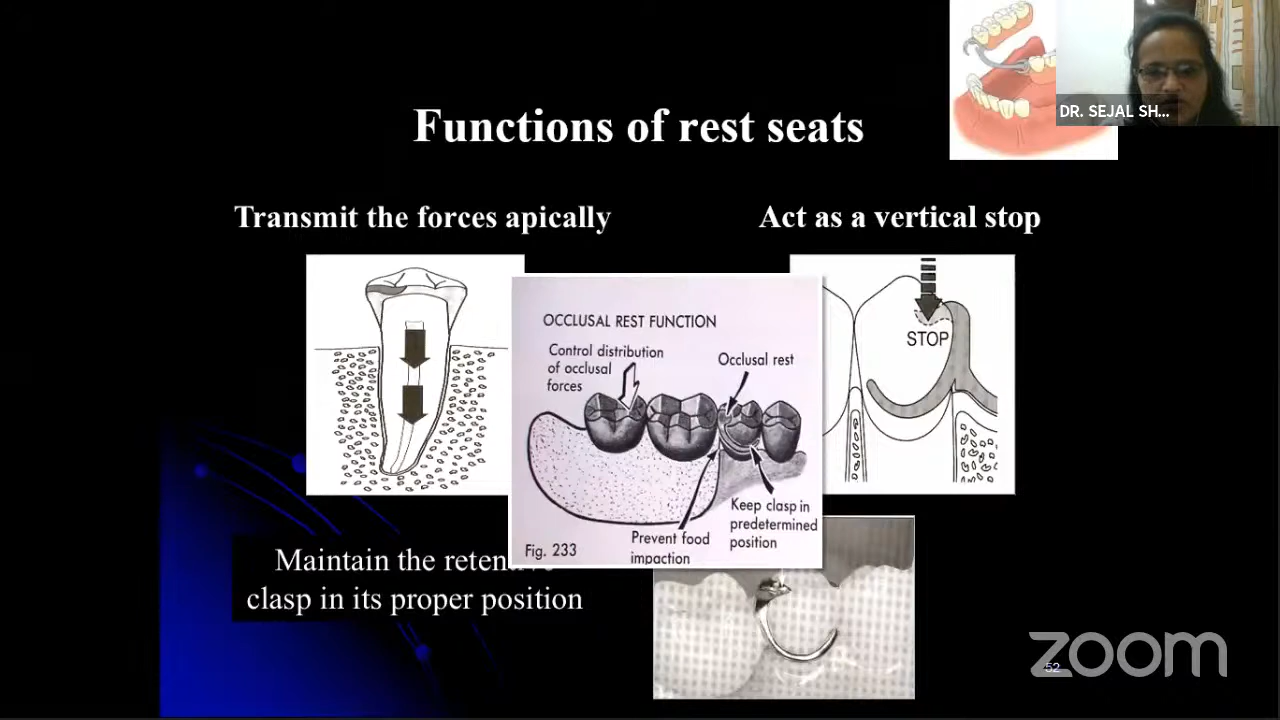 DR. SEJAL SH...
Functions of rest seats
Transmit the forces apically
Act as a vertical stop
STOP
OCCLUSAL REST FUNCTION
Control distribution
of occlusal
forces
Occlusal rest
Keep clasp in
predetermined
position
Prevent food
impaction
Fig. 233
Maintain the
clasp in its proper position
zoom
52